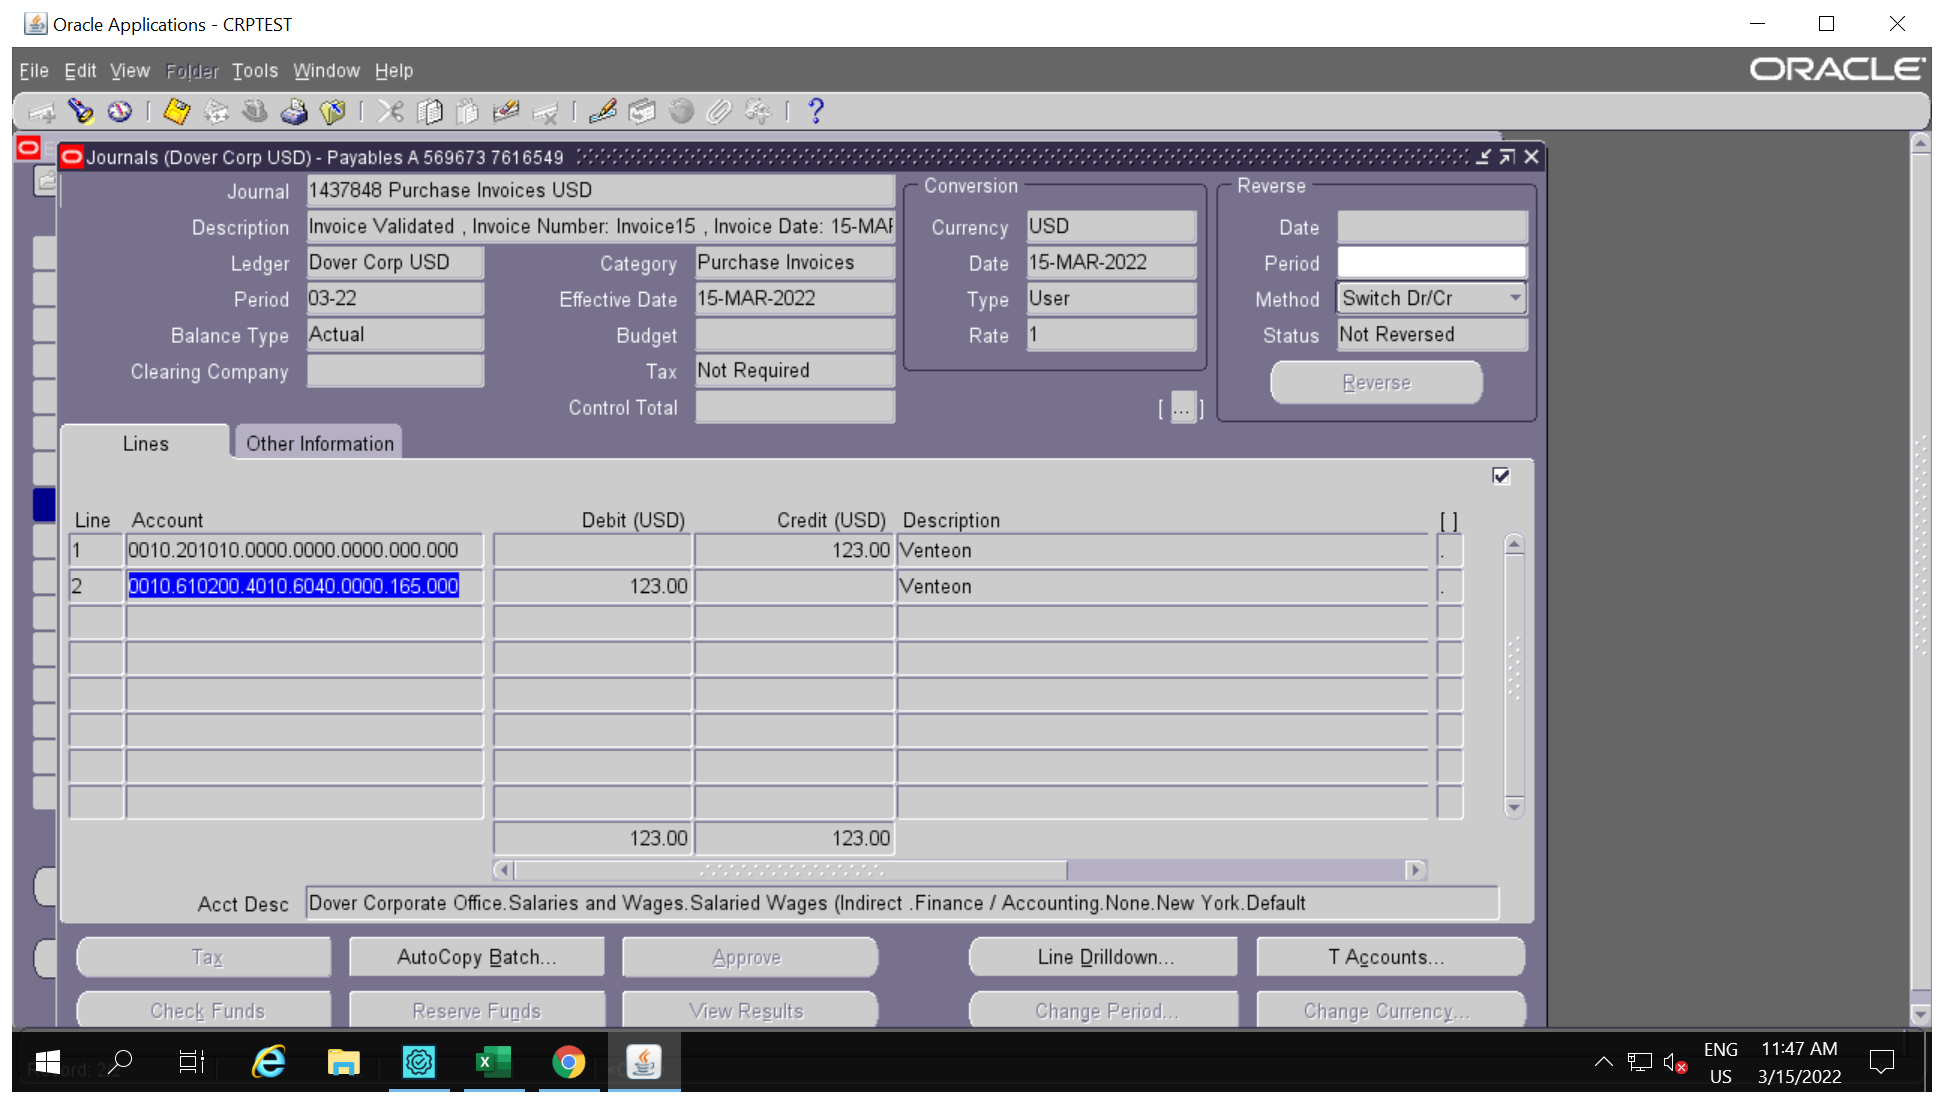 Oracle Applications - CRPTEST
File Edit View Folder Tools Window Help
ORACLE
Journals (Dover Corp USD) - Payables A 569673 7616549
Journal 1437848 Purchase Invoices USD
Description Invoice Validated , Invoice Number: Invoice15 , Invoice Date: 15-MAR
Ledger Dover Corp USD Category Purchase Invoices
Period 03-22 Effective Date 15-MAR-2022
Balance Type Actual Budget
Clearing Company Tax Not Required
Control Total
Conversion
Currency USD
Date 15-MAR-2022
Type User
Rate 1
[ ... ]
Reverse
Date
Period
Method Switch Dr/Cr
Status Not Reversed
Reverse
Lines Other Information
Line Account Debit (USD) Credit (USD) Description [ ]
1 0010.201010.0000.0000.0000.000.000 123.00 Venteon .
2 0010.610200.4010.6040.0000.165.000 123.00 Venteon .
123.00 123.00
Acct Desc Dover Corporate Office.Salaries and Wages.Salaried Wages (Indirect .Finance / Accounting.None.New York.Default
Tax AutoCopy Batch... Approve Line Drilldown... T Accounts...
Check Funds Reserve Funds View Results Change Period... Change Currency...
ENG 11:47 AM
US 3/15/2022